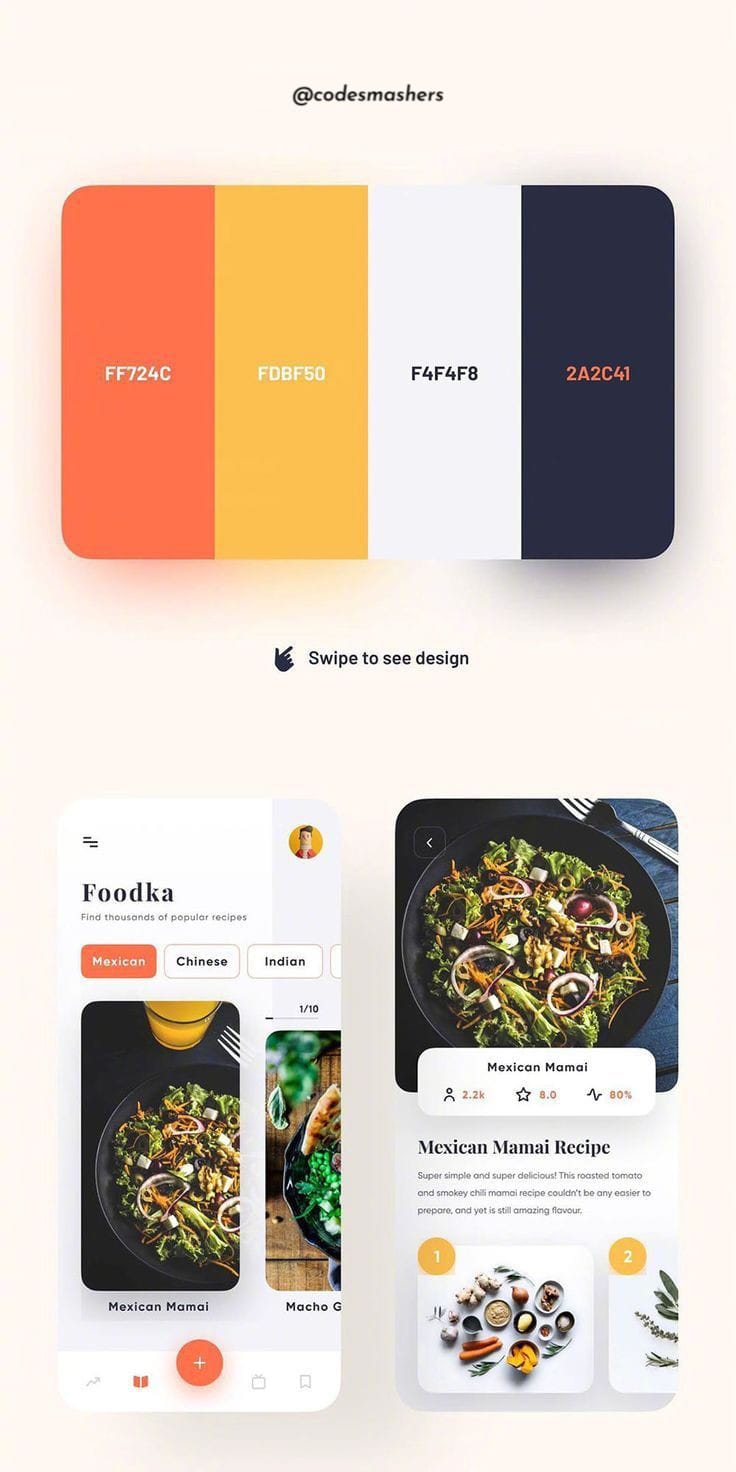 @codesmashers
FF724C
FDBF50
F4F4F8
2A2C41
Swipe to see design
Foodka
Find thousands of popular recipes
Mexican
Chinese
Indian
1/10
Mexican Mamai
Macho G
Mexican Mamai
2.2k
8.0
80%
Mexican Mamai Recipe
Super simple and super delicious! This roasted tomato
and smokey chili mamai recipe couldn't be any easier to
prepare, and yet is still amazing flavour.
1
2